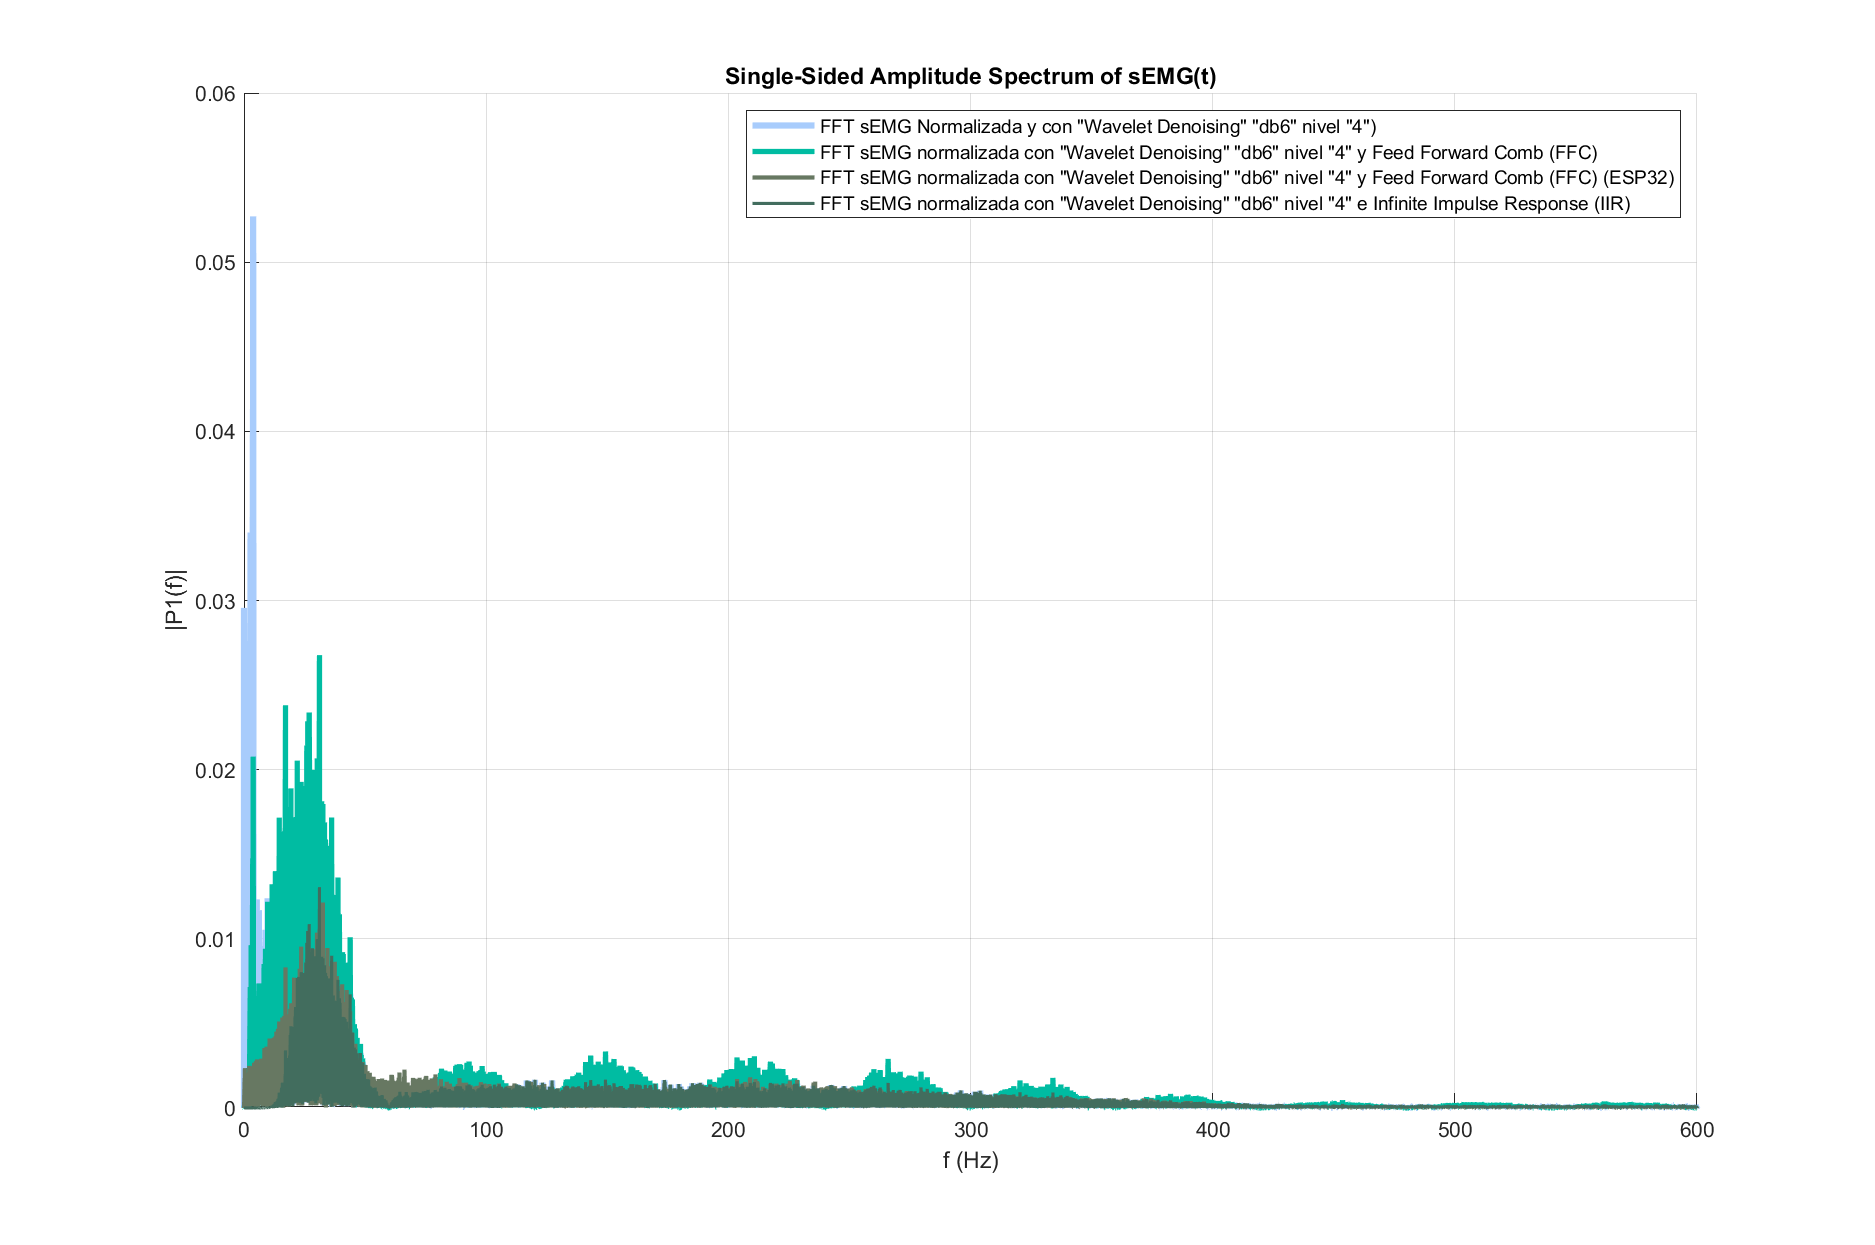 Single-Sided Amplitude Spectrum of sEMG(t)
0.06
FFT sEMG Normalizada y con "Wavelet Denoising" "db6" nivel "4")
FFT sEMG normalizada con "Wavelet Denoising" "db6" nivel "4" y Feed Forward Comb (FFC)
FFT sEMG normalizada con "Wavelet Denoising" "db6" nivel "4" y Feed Forward Comb (FFC) (ESP32)
FFT sEMG normalizada con "Wavelet Denoising" "db6" nivel "4" e Infinite Impulse Response (IIR)
0.05
0.04
0.03
|P1(f)|
0.02
0.01
0
0 100 200 300 400 500 600
f (Hz)